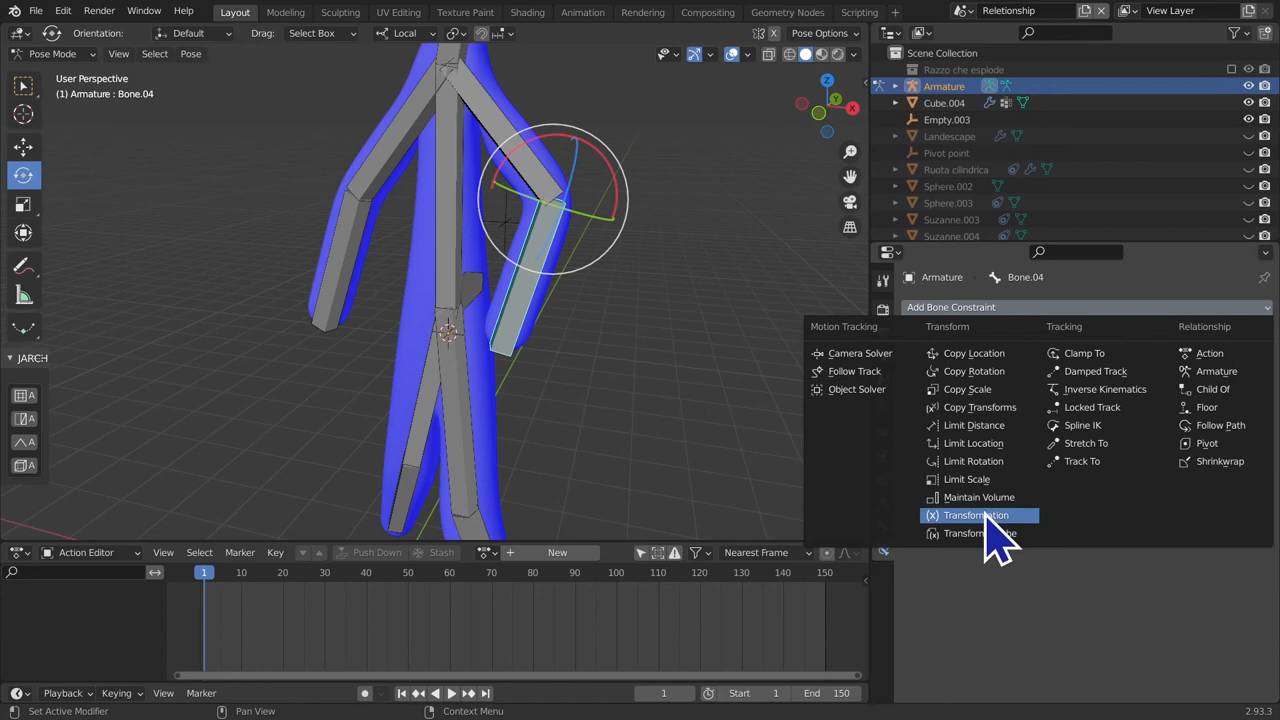 File Edit Render Window Help Layout Modeling Sculpting UV Editing Texture Paint Shading Animation Rendering Compositing Geometry Nodes Scripting + Relationship View Layer
Orientation: Default Drag: Select Box Local Pose Options
Pose Mode View Select Pose
User Perspective
(1) Armature : Bone.04
Z
Y
X
JARCH
A
A
A
A
Scene Collection
Razzo che esplode
Armature
Cube.004
Empty.003
Landscape
Pivot point
Ruota cilindrica
Sphere.002
Sphere.003
Suzanne.003
Suzanne.004
Armature Bone.04
Add Bone Constraint
Motion Tracking
Camera Solver
Follow Track
Object Solver
Transform
Copy Location
Copy Rotation
Copy Scale
Copy Transforms
Limit Distance
Limit Location
Limit Rotation
Limit Scale
Maintain Volume
Transformation
Tracking
Clamp To
Damped Track
Inverse Kinematics
Locked Track
Spline IK
Stretch To
Track To
Relationship
Action
Armature
Child Of
Floor
Follow Path
Pivot
Shrinkwrap
Action Editor View Select Marker Key Push Down Stash New Nearest Frame
1 10 20 30 40 50 60 70 80 90 100 110 120 130 140 150
Playback Keying View Marker 1 Start 1 End 150
Set Active Modifier Pan View Context Menu 2.93.3